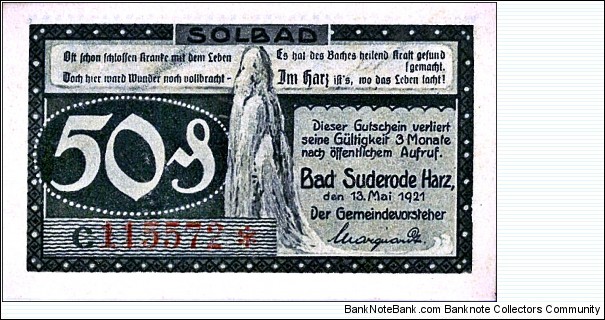 SOLBAD
Oft schon schlossen Kranke mit dem Leben
Doch hier ward Wunder noch vollbracht -
Es hat des Baches heilend Kraft gesund
[gemacht.
Im Harz ist's, wo das Leben lacht!
50 ₰
Dieser Gutschein verliert
seine Gültigkeit 3 Monate
nach öffentlichem Aufruf.
Bad Suderode Harz,
den 13. Mai 1921
Der Gemeindevorsteher
Marquardt.
C 115572 *
BankNoteBank.com Banknote Collectors Community